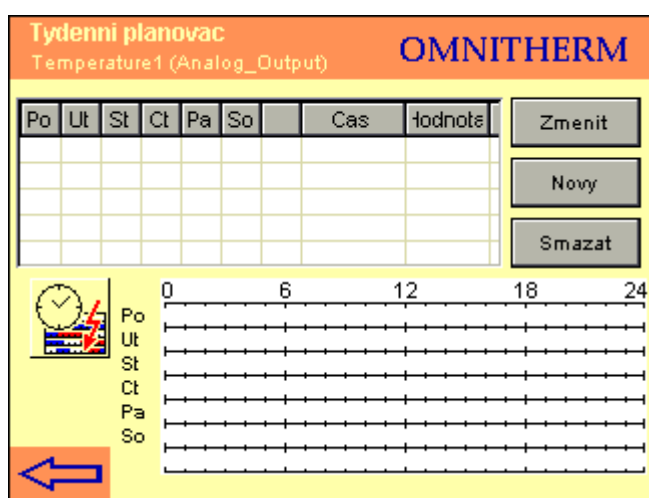 Tydenni planovac
Temperature1 (Analog_Output)
OMNITHERM
Po Ut St Ct Pa So Cas Hodnota
Zmenit
Novy
Smazat
0 6 12 18 24
Po
Ut
St
Ct
Pa
So